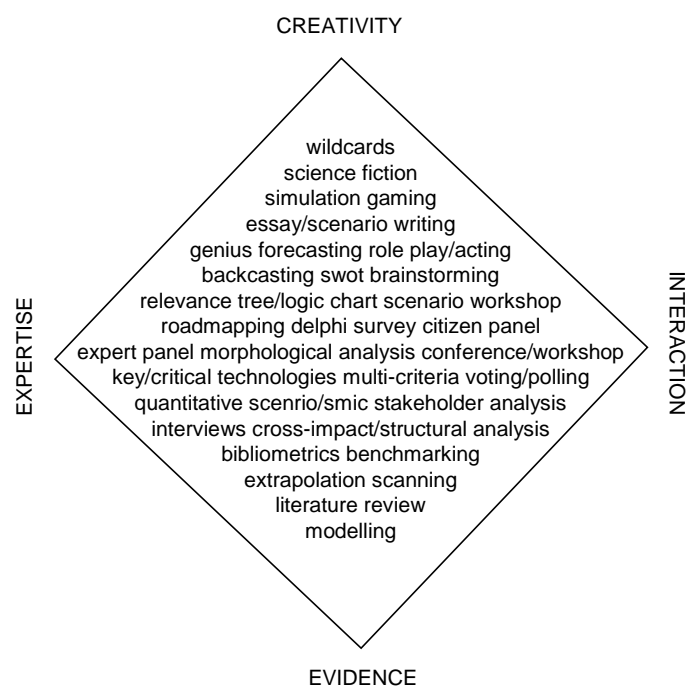 CREATIVITY
wildcards
science fiction
simulation gaming
essay/scenario writing
genius forecasting role play/acting
backcasting swot brainstorming
relevance tree/logic chart scenario workshop
roadmapping delphi survey citizen panel
expert panel morphological analysis conference/workshop
key/critical technologies multi-criteria voting/polling
quantitative scenrio/smic stakeholder analysis
interviews cross-impact/structural analysis
bibliometrics benchmarking
extrapolation scanning
literature review
modelling
EXPERTISE
INTERACTION
EVIDENCE